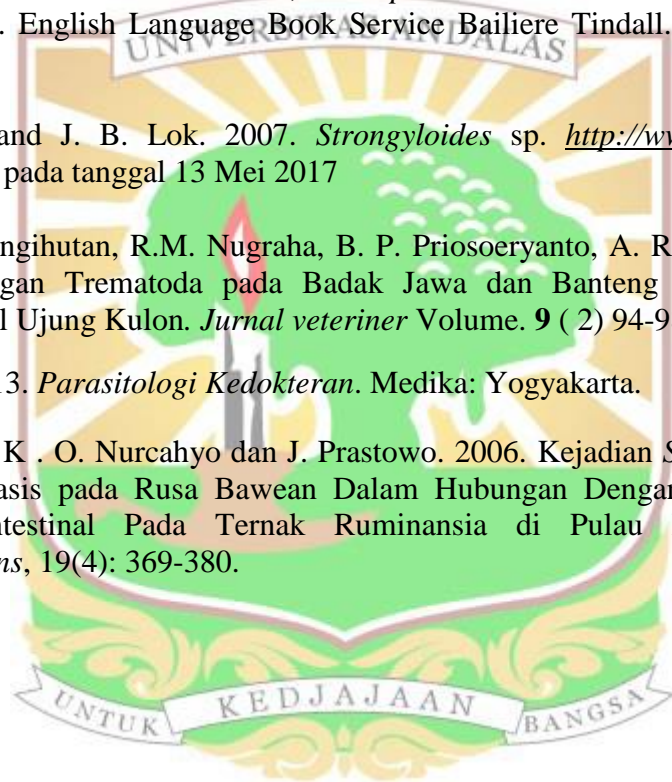 . English Language Book Service Bailiere Tindall.
UNIVERSITAS ANDALAS
and J. B. Lok. 2007. Strongyloides sp. http://ww
pada tanggal 13 Mei 2017
ngihutan, R.M. Nugraha, B. P. Priosoeryanto, A. R
gan Trematoda pada Badak Jawa dan Banteng
l Ujung Kulon. Jurnal veteriner Volume. 9 ( 2) 94-9
13. Parasitologi Kedokteran. Medika: Yogyakarta.
K . O. Nurcahyo dan J. Prastowo. 2006. Kejadian S
asis pada Rusa Bawean Dalam Hubungan Dengan
ntestinal Pada Ternak Ruminansia di Pulau
ns, 19(4): 369-380.
UNTUK KEDJAJAAN BANGSA